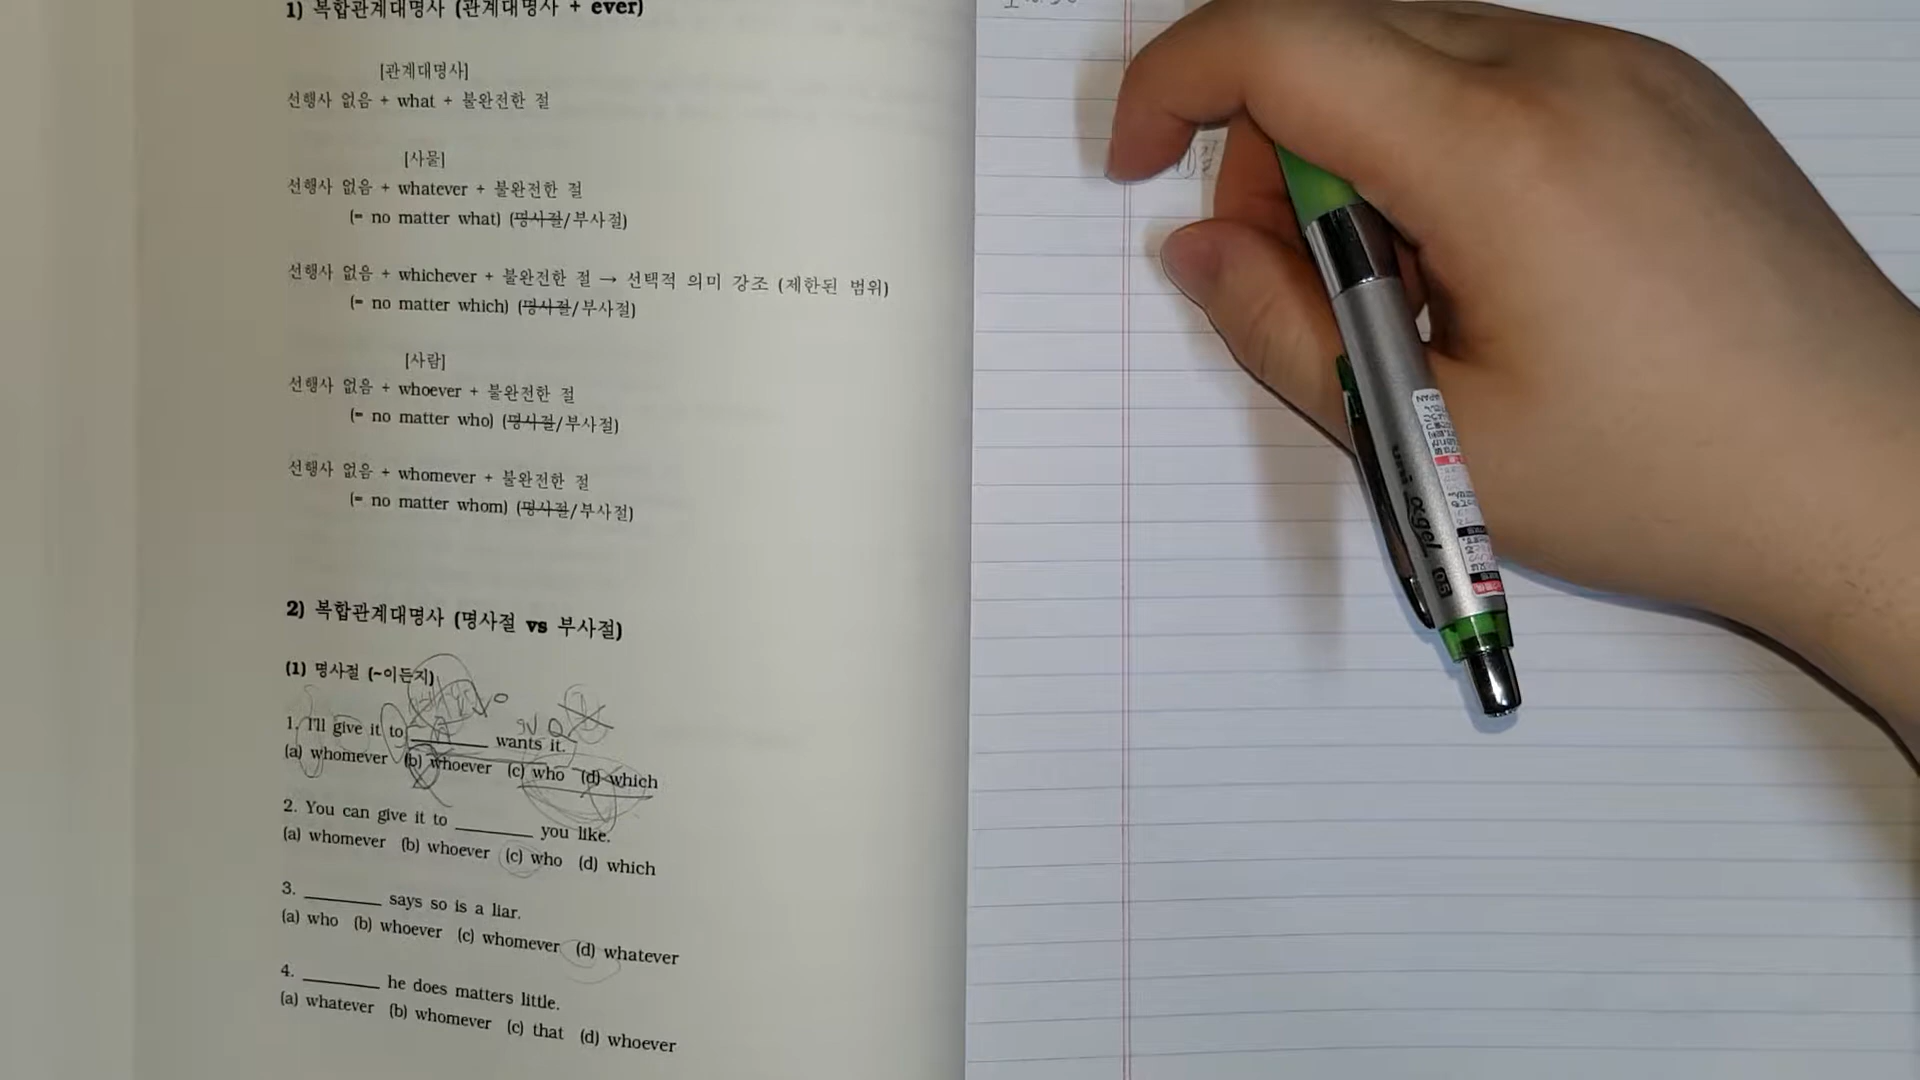 1) 복합관계대명사 (관계대명사 + ever)
[관계대명사]
선행사 없음 + what + 불완전한 절
[사물]
선행사 없음 + whatever + 불완전한 절
(= no matter what) (명사절/부사절)
선행사 없음 + whichever + 불완전한 절 → 선택적 의미 강조 (제한된 범위)
(= no matter which) (명사절/부사절)
[사람]
선행사 없음 + whoever + 불완전한 절
(= no matter who) (명사절/부사절)
선행사 없음 + whomever + 불완전한 절
(= no matter whom) (명사절/부사절)
2) 복합관계대명사 (명사절 vs 부사절)
(1) 명사절 (~이든지)
1. I'll give it to ________ wants it.
(a) whomever (b) whoever (c) who (d) which
2. You can give it to ________ you like.
(a) whomever (b) whoever (c) who (d) which
3. ________ says so is a liar.
(a) who (b) whoever (c) whomever (d) whatever
4. ________ he does matters little.
(a) whatever (b) whomever (c) that (d) whoever
uni αgel 0.5
JAPAN